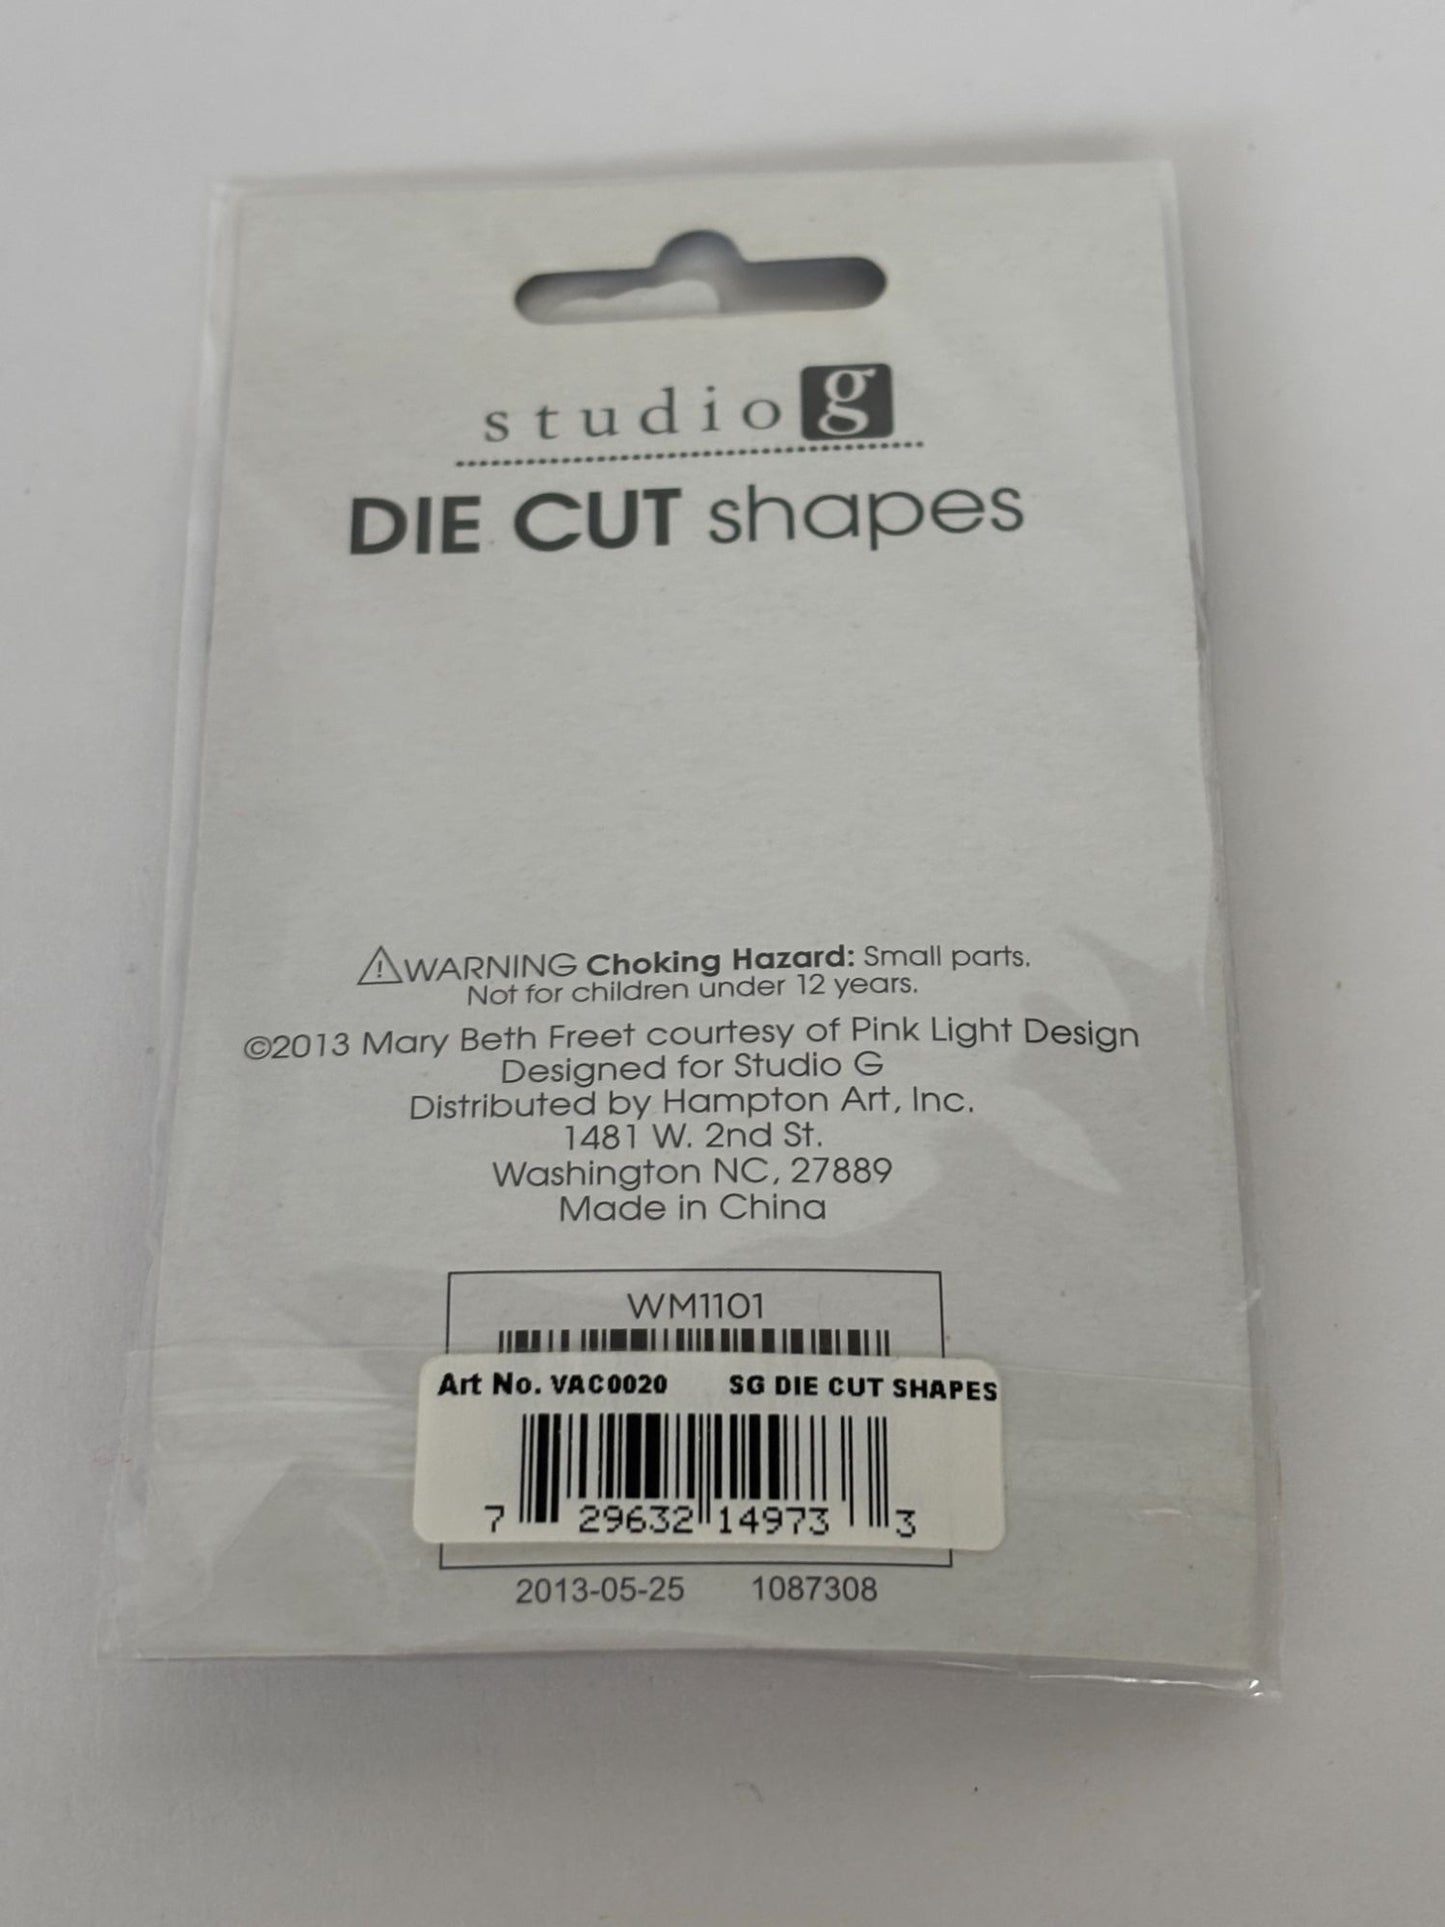 studio g
DIE CUT shapes
⚠WARNING Choking Hazard: Small parts.
Not for children under 12 years.
©2013 Mary Beth Freet courtesy of Pink Light Design
Designed for Studio G
Distributed by Hampton Art, Inc.
1481 W. 2nd St.
Washington NC, 27889
Made in China
WM1101
Art No. VAC0020 SG DIE CUT SHAPES
7 29632 14973 3
2013-05-25 1087308